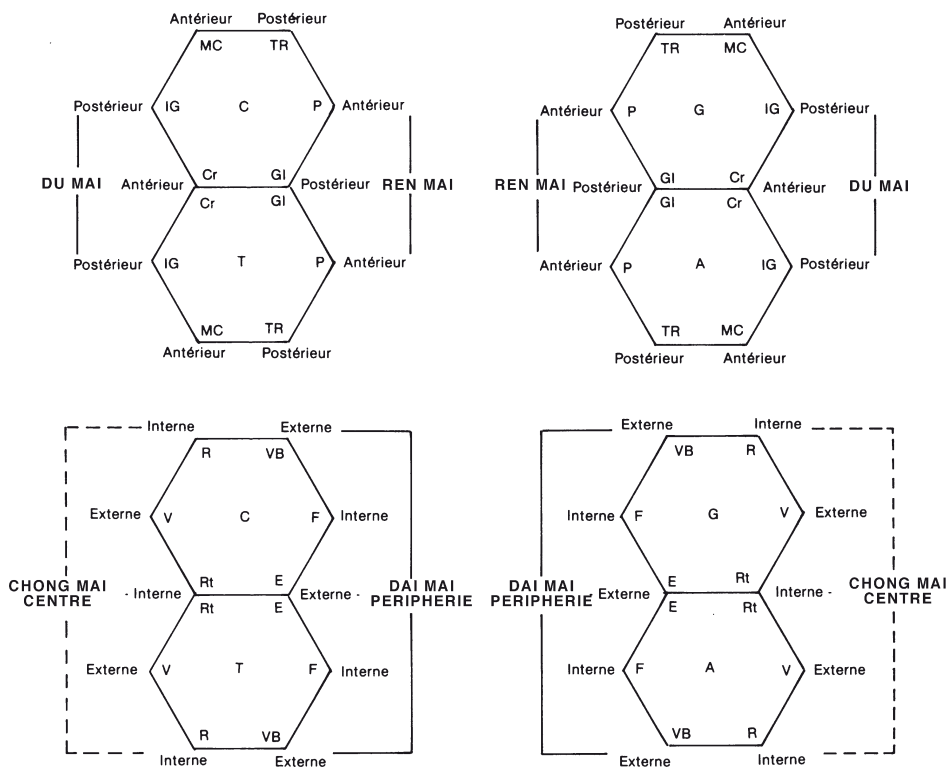 Antérieur Postérieur
MC TR
Postérieur IG C P Antérieur
DU MAI Antérieur Cr GI Postérieur REN MAI
Cr GI
Postérieur IG T P Antérieur
MC TR
Antérieur Postérieur
Postérieur Antérieur
TR MC
Antérieur P G IG Postérieur
REN MAI Postérieur GI Cr Antérieur DU MAI
GI Cr
Antérieur P A IG Postérieur
TR MC
Postérieur Antérieur
Interne Externe
R VB
Externe V C F Interne
CHONG MAI Rt E DAI MAI
CENTRE - Interne Externe - PERIPHERIE
Rt E
Externe V T F Interne
R VB
Interne Externe
Externe Interne
VB R
Interne F G V Externe
DAI MAI E Rt CHONG MAI
PERIPHERIE - Externe Interne - CENTRE
E Rt
Interne F A V Externe
VB R
Externe Interne